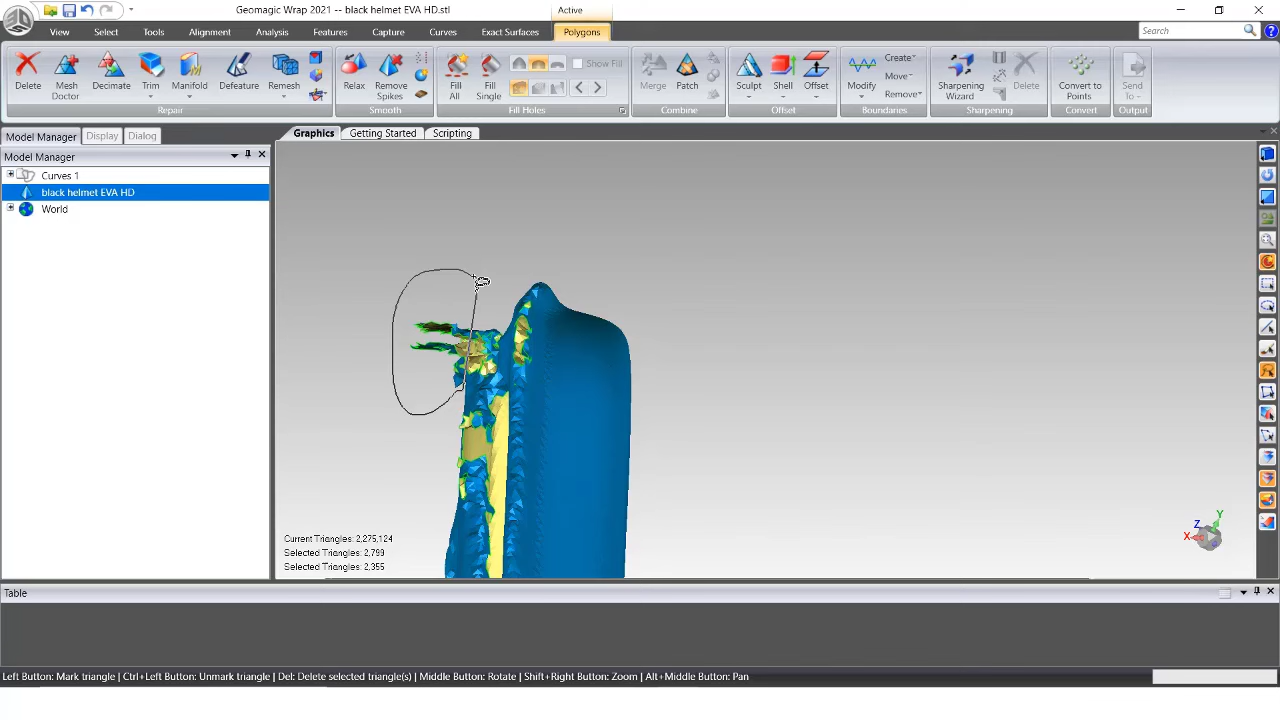 Geomagic Wrap 2021 -- black helmet EVA HD.stl
Active
View Select Tools Alignment Analysis Features Capture Curves Exact Surfaces Polygons
Search
Delete Mesh Doctor Decimate Trim Manifold Defeature Remesh
Repair
Relax Remove Spikes
Smooth
Fill All Fill Single Show Fill
Fill Holes
Merge Patch
Combine
Sculpt Shell Offset
Offset
Modify Create Move Remove
Boundaries
Sharpening Wizard Delete
Sharpening
Convert to Points
Convert
Send To
Output
Model Manager Display Dialog
Graphics Getting Started Scripting
Model Manager
Curves 1
black helmet EVA HD
World
Current Triangles: 2,275,124
Selected Triangles: 2,799
Selected Triangles: 2,355
Y
Z
X
Table
Left Button: Mark triangle | Ctrl+Left Button: Unmark triangle | Del: Delete selected triangle(s) | Middle Button: Rotate | Shift+Right Button: Zoom | Alt+Middle Button: Pan